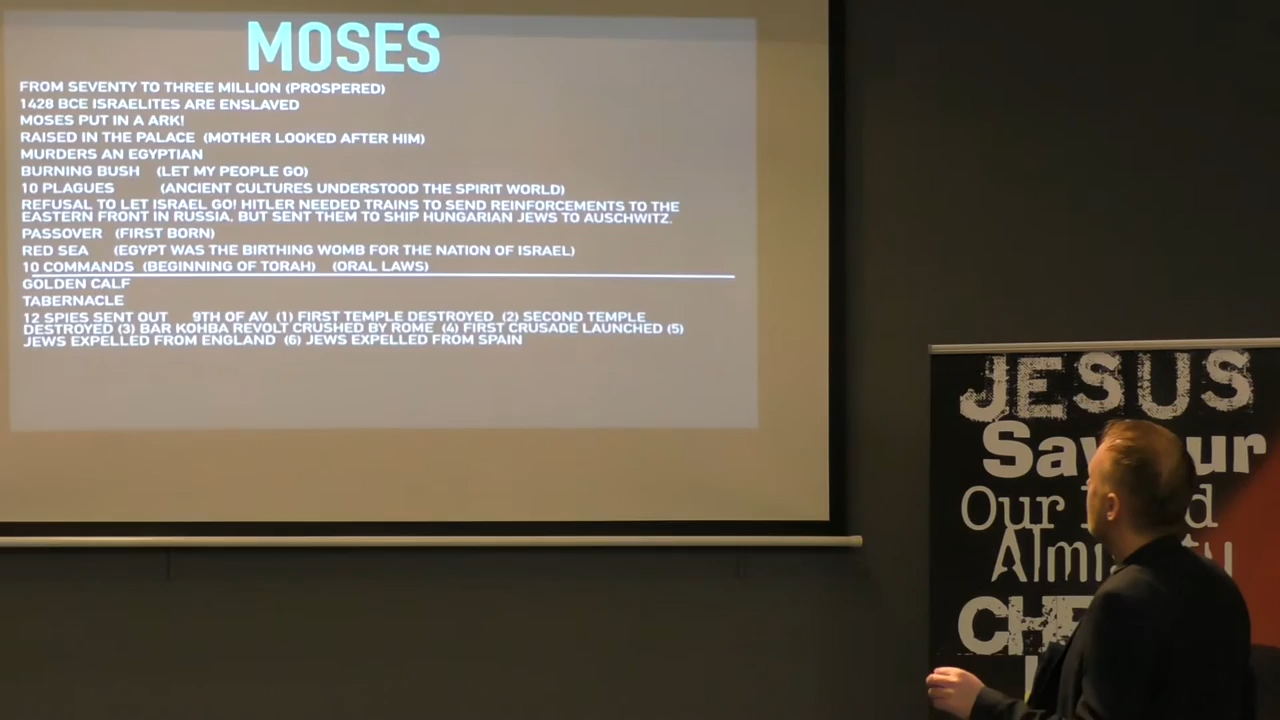 MOSES
FROM SEVENTY TO THREE MILLION (PROSPERED)
1428 BCE ISRAELITES ARE ENSLAVED
MOSES PUT IN A ARK!
RAISED IN THE PALACE (MOTHER LOOKED AFTER HIM)
MURDERS AN EGYPTIAN
BURNING BUSH (LET MY PEOPLE GO)
10 PLAGUES (ANCIENT CULTURES UNDERSTOOD THE SPIRIT WORLD)
REFUSAL TO LET ISRAEL GO! HITLER NEEDED TRAINS TO SEND REINFORCEMENTS TO THE
EASTERN FRONT IN RUSSIA, BUT SENT THEM TO SHIP HUNGARIAN JEWS TO AUSCHWITZ.
PASSOVER (FIRST BORN)
RED SEA (EGYPT WAS THE BIRTHING WOMB FOR THE NATION OF ISRAEL)
10 COMMANDS (BEGINNING OF TORAH) (ORAL LAWS)
GOLDEN CALF
TABERNACLE
12 SPIES SENT OUT 9TH OF AV (1) FIRST TEMPLE DESTROYED (2) SECOND TEMPLE
DESTROYED (3) BAR KOHBA REVOLT CRUSHED BY ROME (4) FIRST CRUSADE LAUNCHED (5)
JEWS EXPELLED FROM ENGLAND (6) JEWS EXPELLED FROM SPAIN
JESUS
Our